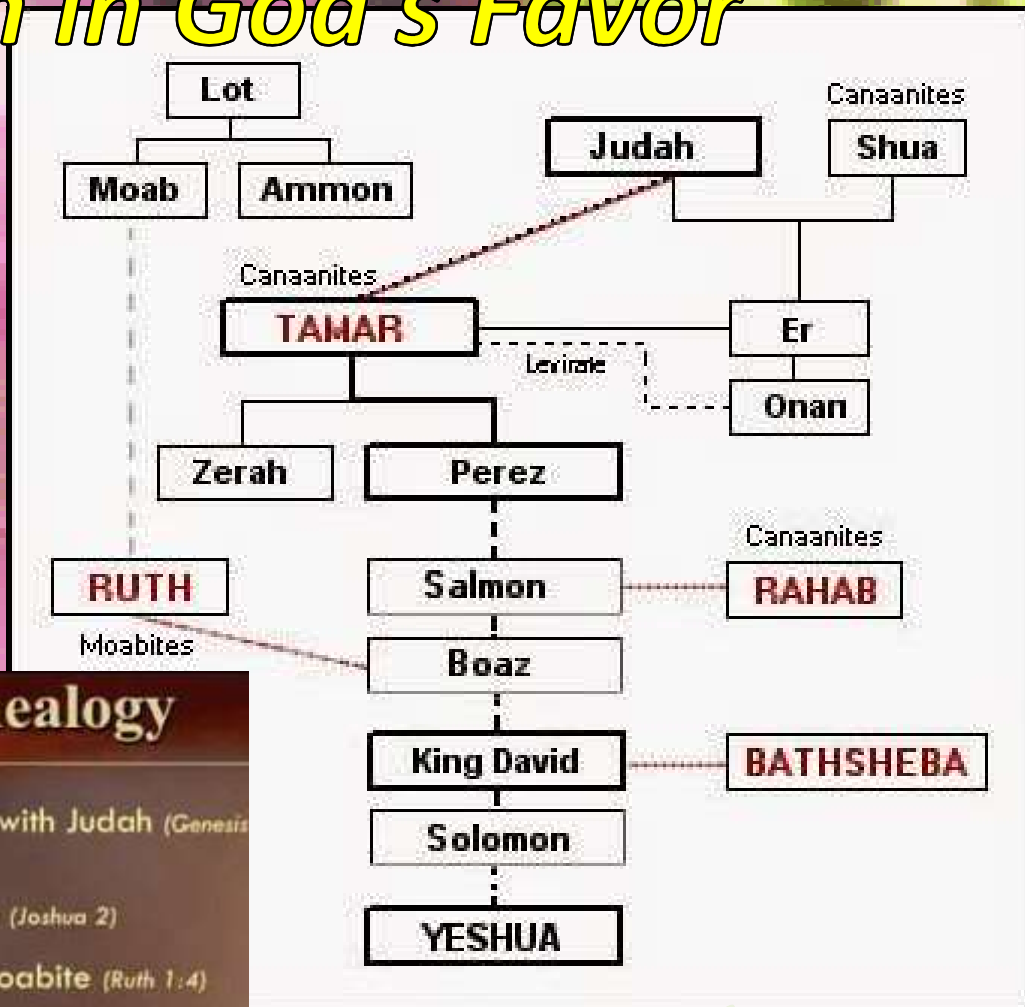 in God's Favor
Lot
Canaanites
Judah
Shua
Moab
Ammon
Canaanites
TAMAR
Er
Levirate
Onan
Zerah
Perez
Canaanites
RUTH
Salmon
RAHAB
Moabites
Boaz
King David
BATHSHEBA
Solomon
YESHUA
ealogy
with Judah (Genesis
(Joshua 2)
oabite (Ruth 1:4)